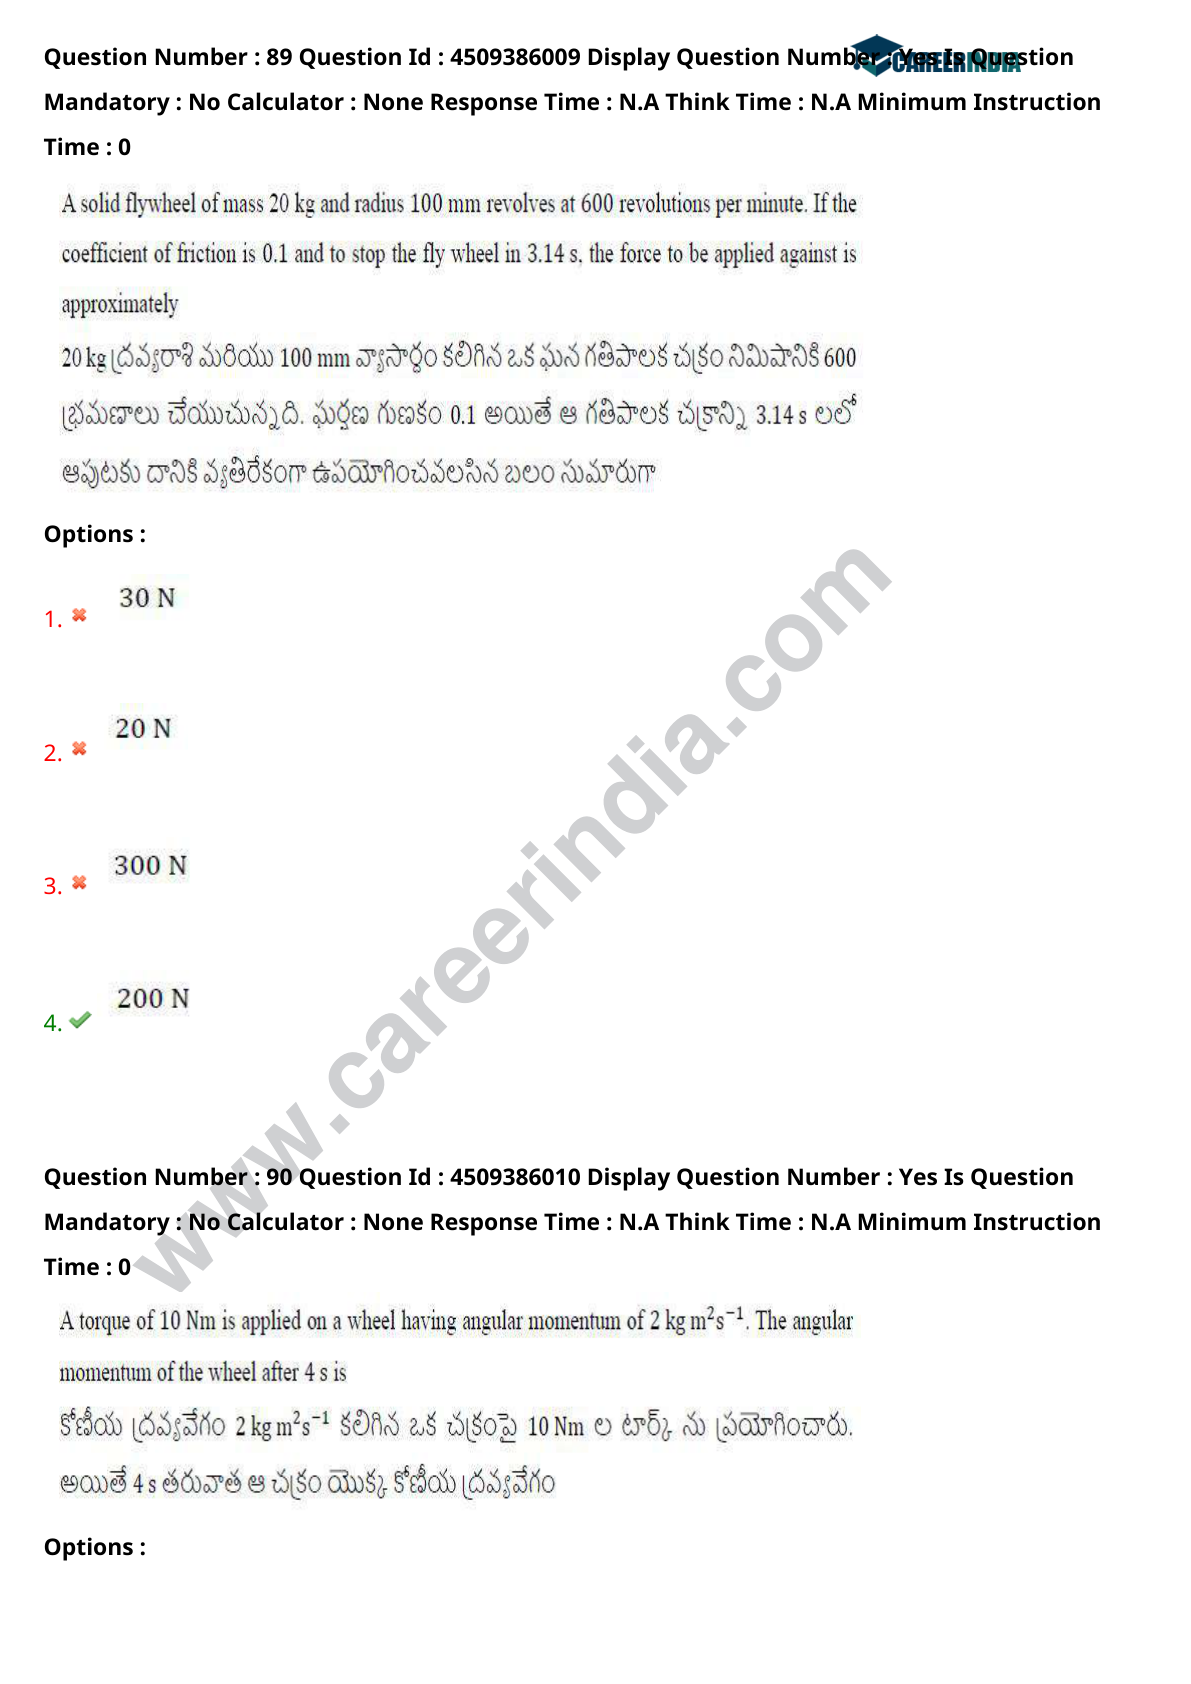 Question Number : 89 Question Id : 4509386009 Display Question Number : Yes Is Question
CAREERINDIA
Mandatory : No Calculator : None Response Time : N.A Think Time : N.A Minimum Instruction
Time : 0
A solid flywheel of mass 20 kg and radius 100 mm revolves at 600 revolutions per minute. If the
coefficient of friction is 0.1 and to stop the fly wheel in 3.14 s, the force to be applied against is
approximately
20 kg ద్రవ్యరాశి మరియు 100 mm వ్యాసార్ధం కలిగిన ఒక ఘన గతిపాలక చక్రం నిమిషానికి 600
భ్రమణాలు చేయుచున్నది. ఘర్షణ గుణకం 0.1 అయితే ఆ గతిపాలక చక్రాన్ని 3.14 s లలో
ఆపుటకు దానికి వ్యతిరేకంగా ఉపయోగించవలసిన బలం సుమారుగా
Options :
1. 30 N
2. 20 N
3. 300 N
4. 200 N
www.careerindia.com
Question Number : 90 Question Id : 4509386010 Display Question Number : Yes Is Question
Mandatory : No Calculator : None Response Time : N.A Think Time : N.A Minimum Instruction
Time : 0
A torque of 10 Nm is applied on a wheel having angular momentum of 2 kg m²s⁻¹. The angular
momentum of the wheel after 4 s is
కోణీయ ద్రవ్యవేగం 2 kg m²s⁻¹ కలిగిన ఒక చక్రంపై 10 Nm ల టార్క్ ను ప్రయోగించారు.
అయితే 4 s తరువాత ఆ చక్రం యొక్క కోణీయ ద్రవ్యవేగం
Options :